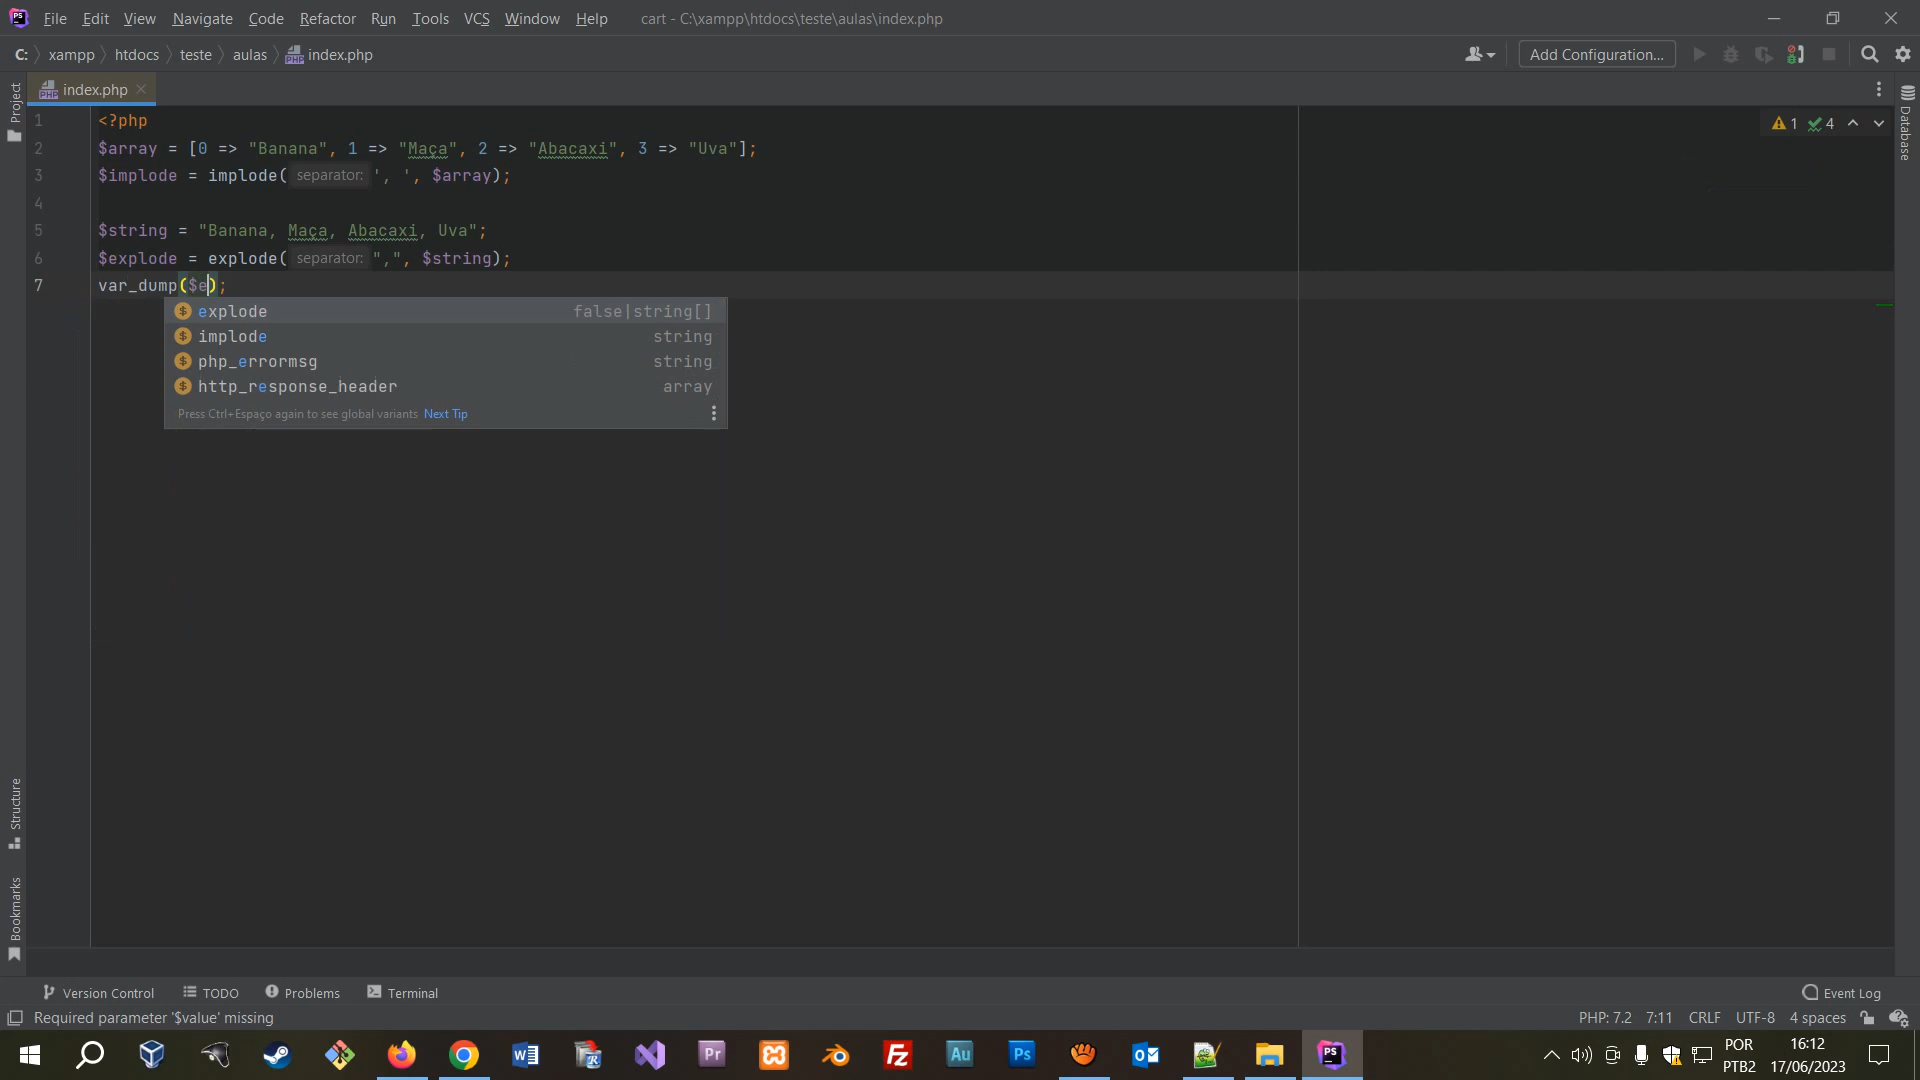 File Edit View Navigate Code Refactor Run Tools VCS Window Help cart - C:\xampp\htdocs\teste\aulas\index.php
C: xampp htdocs teste aulas index.php Add Configuration...
index.php
Project
Database
1 <?php
2 $array = [0 => "Banana", 1 => "Maça", 2 => "Abacaxi", 3 => "Uva"];
3 $implode = implode( separator: ', ', $array);
4
5 $string = "Banana, Maça, Abacaxi, Uva";
6 $explode = explode( separator: ",", $string);
7 var_dump($e);
1 4
explode false|string[]
implode string
php_errormsg string
http_response_header array
Press Ctrl+Espaço again to see global variants Next Tip
Structure
Bookmarks
Version Control TODO Problems Terminal Event Log
Required parameter '$value' missing PHP: 7.2 7:11 CRLF UTF-8 4 spaces
POR 16:12
PTB2 17/06/2023